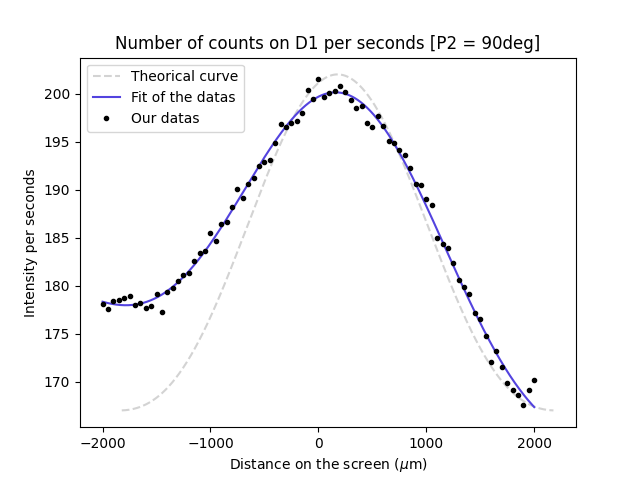 Number of counts on D1 per seconds [P2 = 90deg]
Theorical curve
Fit of the datas
Our datas
Intensity per seconds
200
195
190
185
180
175
170
−2000
−1000
0
1000
2000
Distance on the screen (μm)